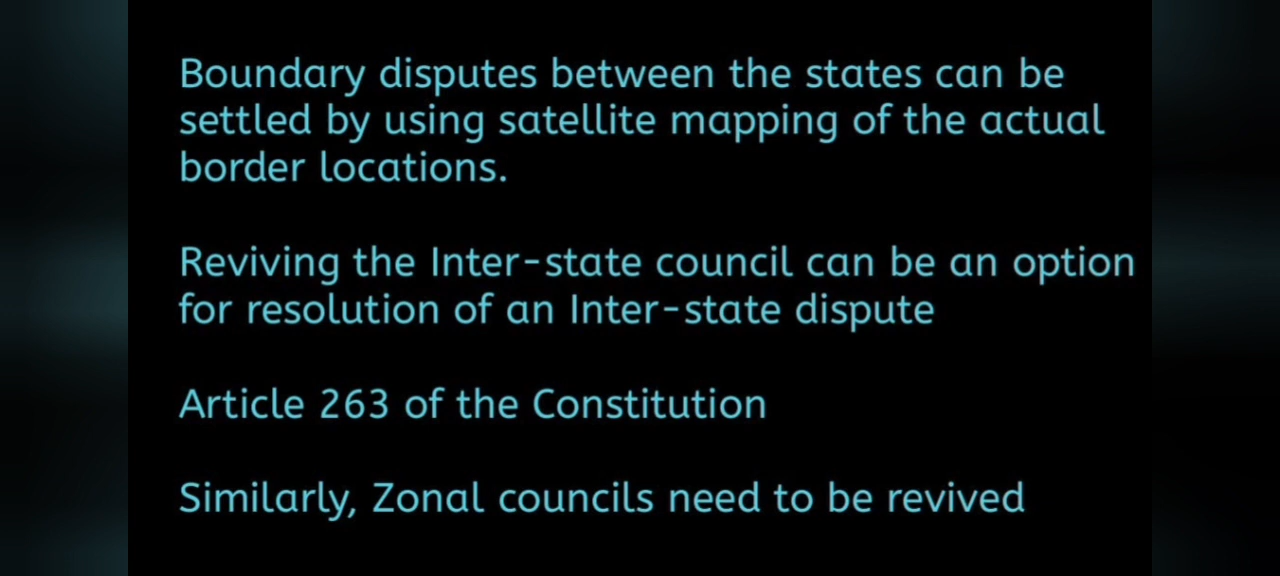 Boundary disputes between the states can be
settled by using satellite mapping of the actual
border locations.
Reviving the Inter-state council can be an option
for resolution of an Inter-state dispute
Article 263 of the Constitution
Similarly, Zonal councils need to be revived